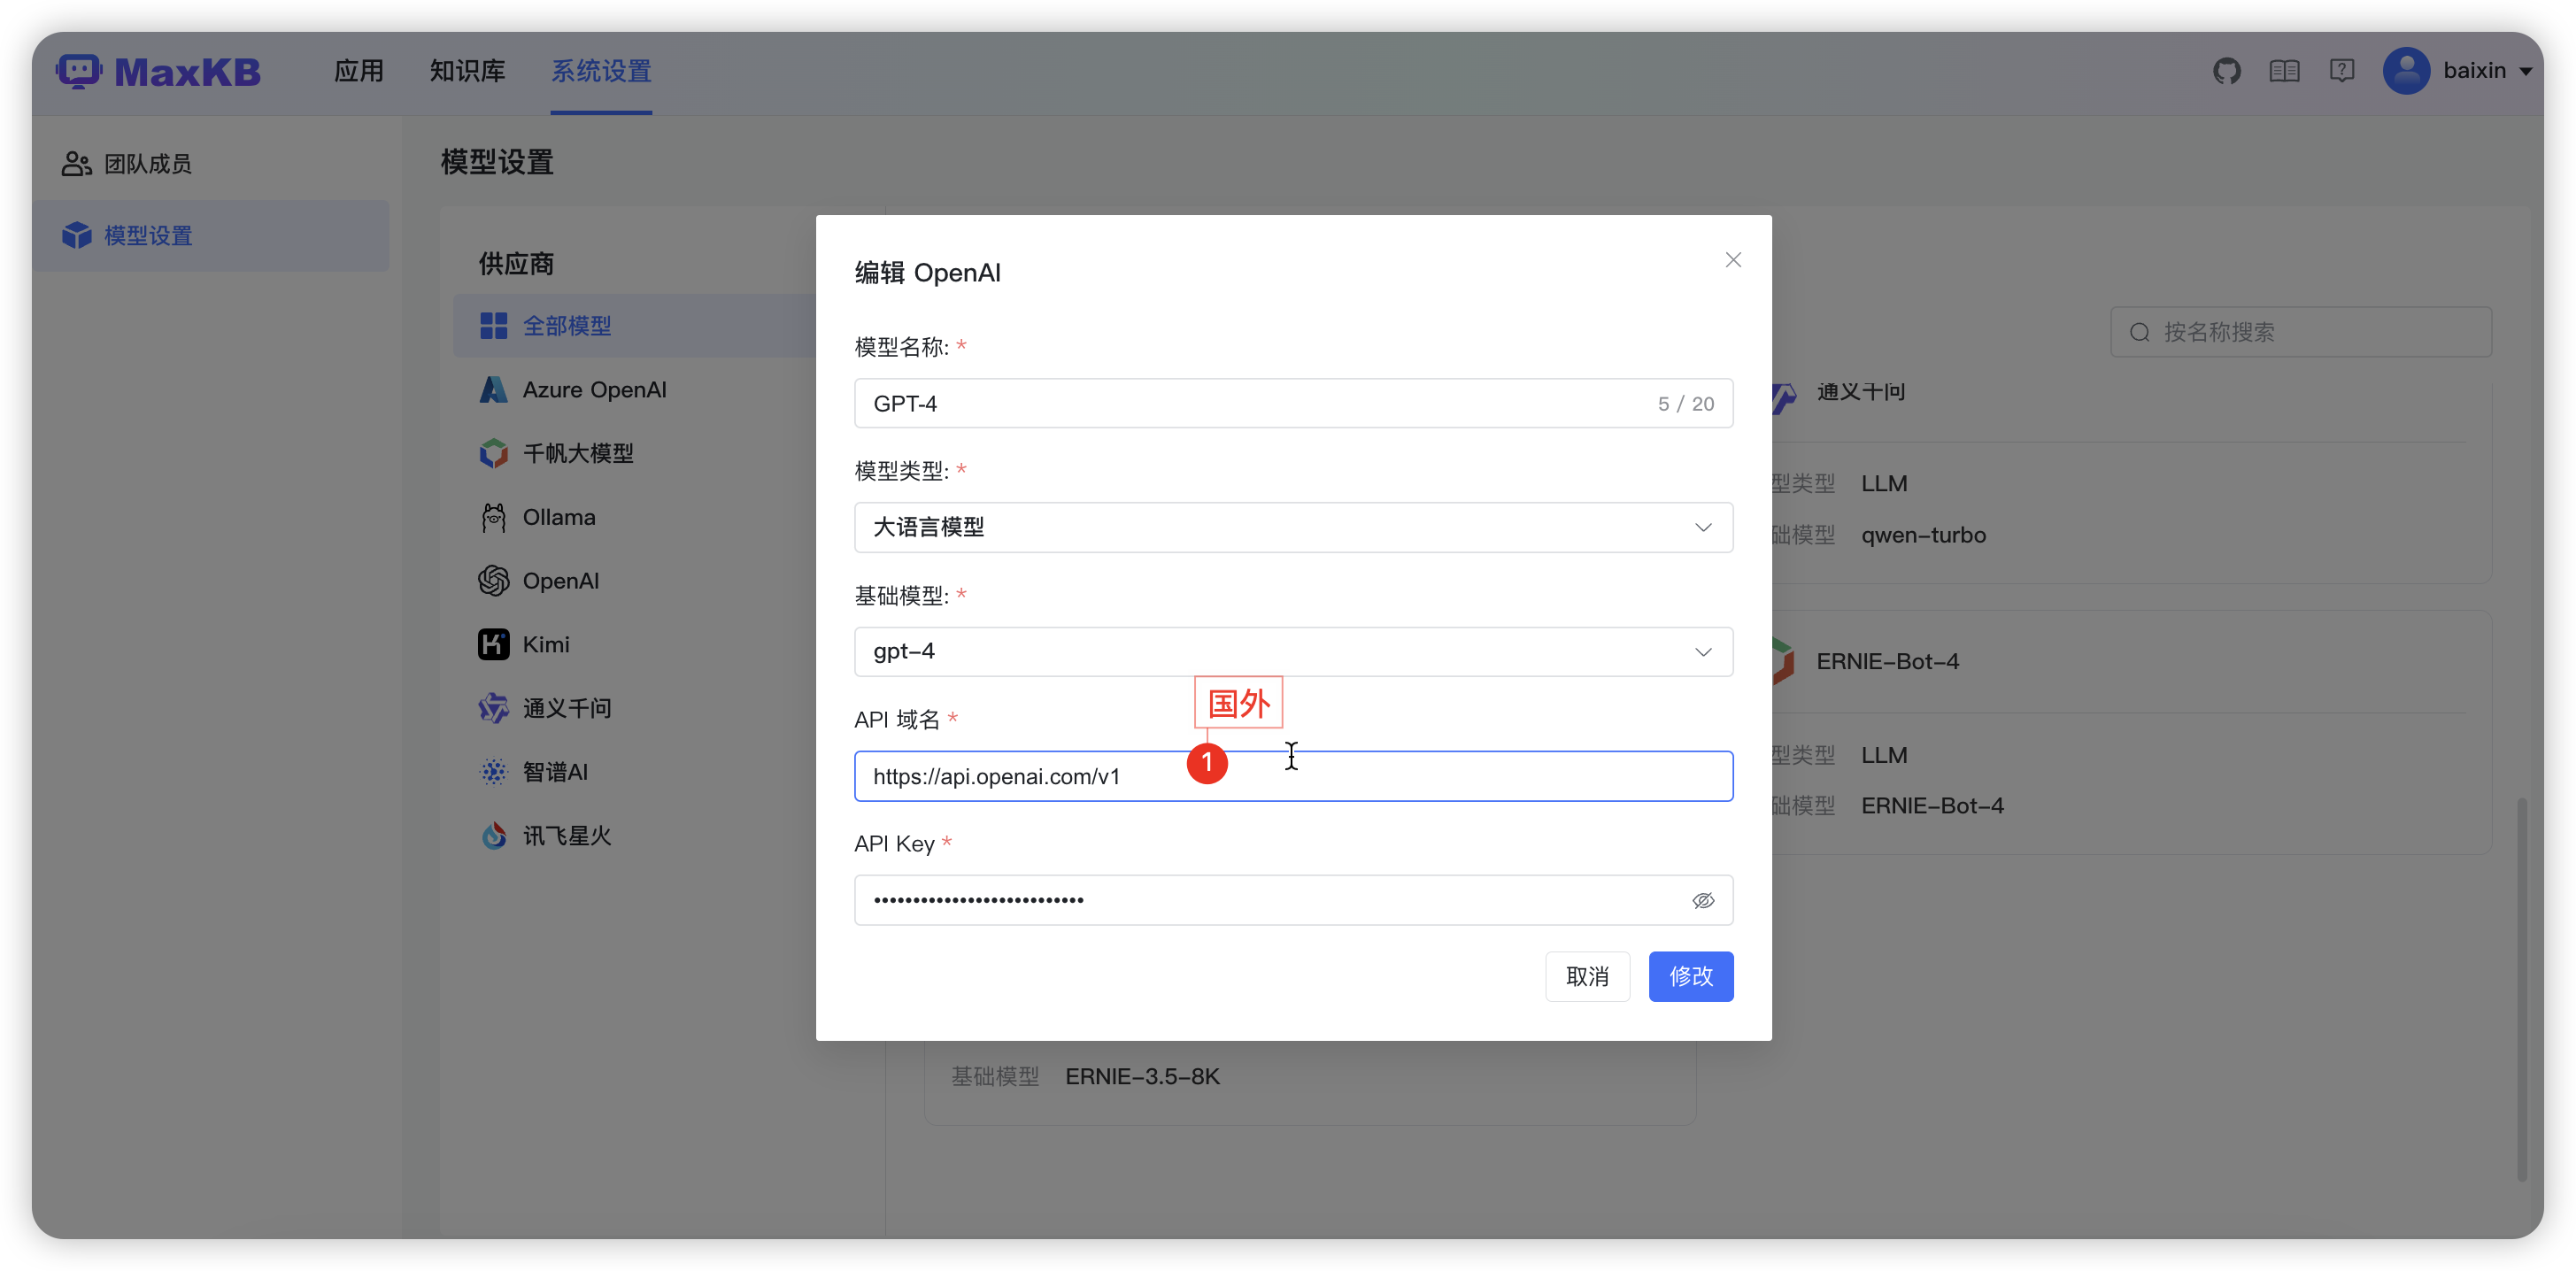 MaxKB 应用 知识库 系统设置 baixin
团队成员
模型设置
模型设置
供应商
全部模型
Azure OpenAI
千帆大模型
Ollama
OpenAI
Kimi
通义千问
智谱AI
讯飞星火
按名称搜索
通义千问
型类型 LLM
础模型 qwen-turbo
ERNIE-Bot-4
型类型 LLM
础模型 ERNIE-Bot-4
基础模型 ERNIE-3.5-8K
编辑 OpenAI
模型名称: *
GPT-4 5 / 20
模型类型: *
大语言模型
基础模型: *
gpt-4
国外
API 域名 *
1
https://api.openai.com/v1
API Key *
取消 修改